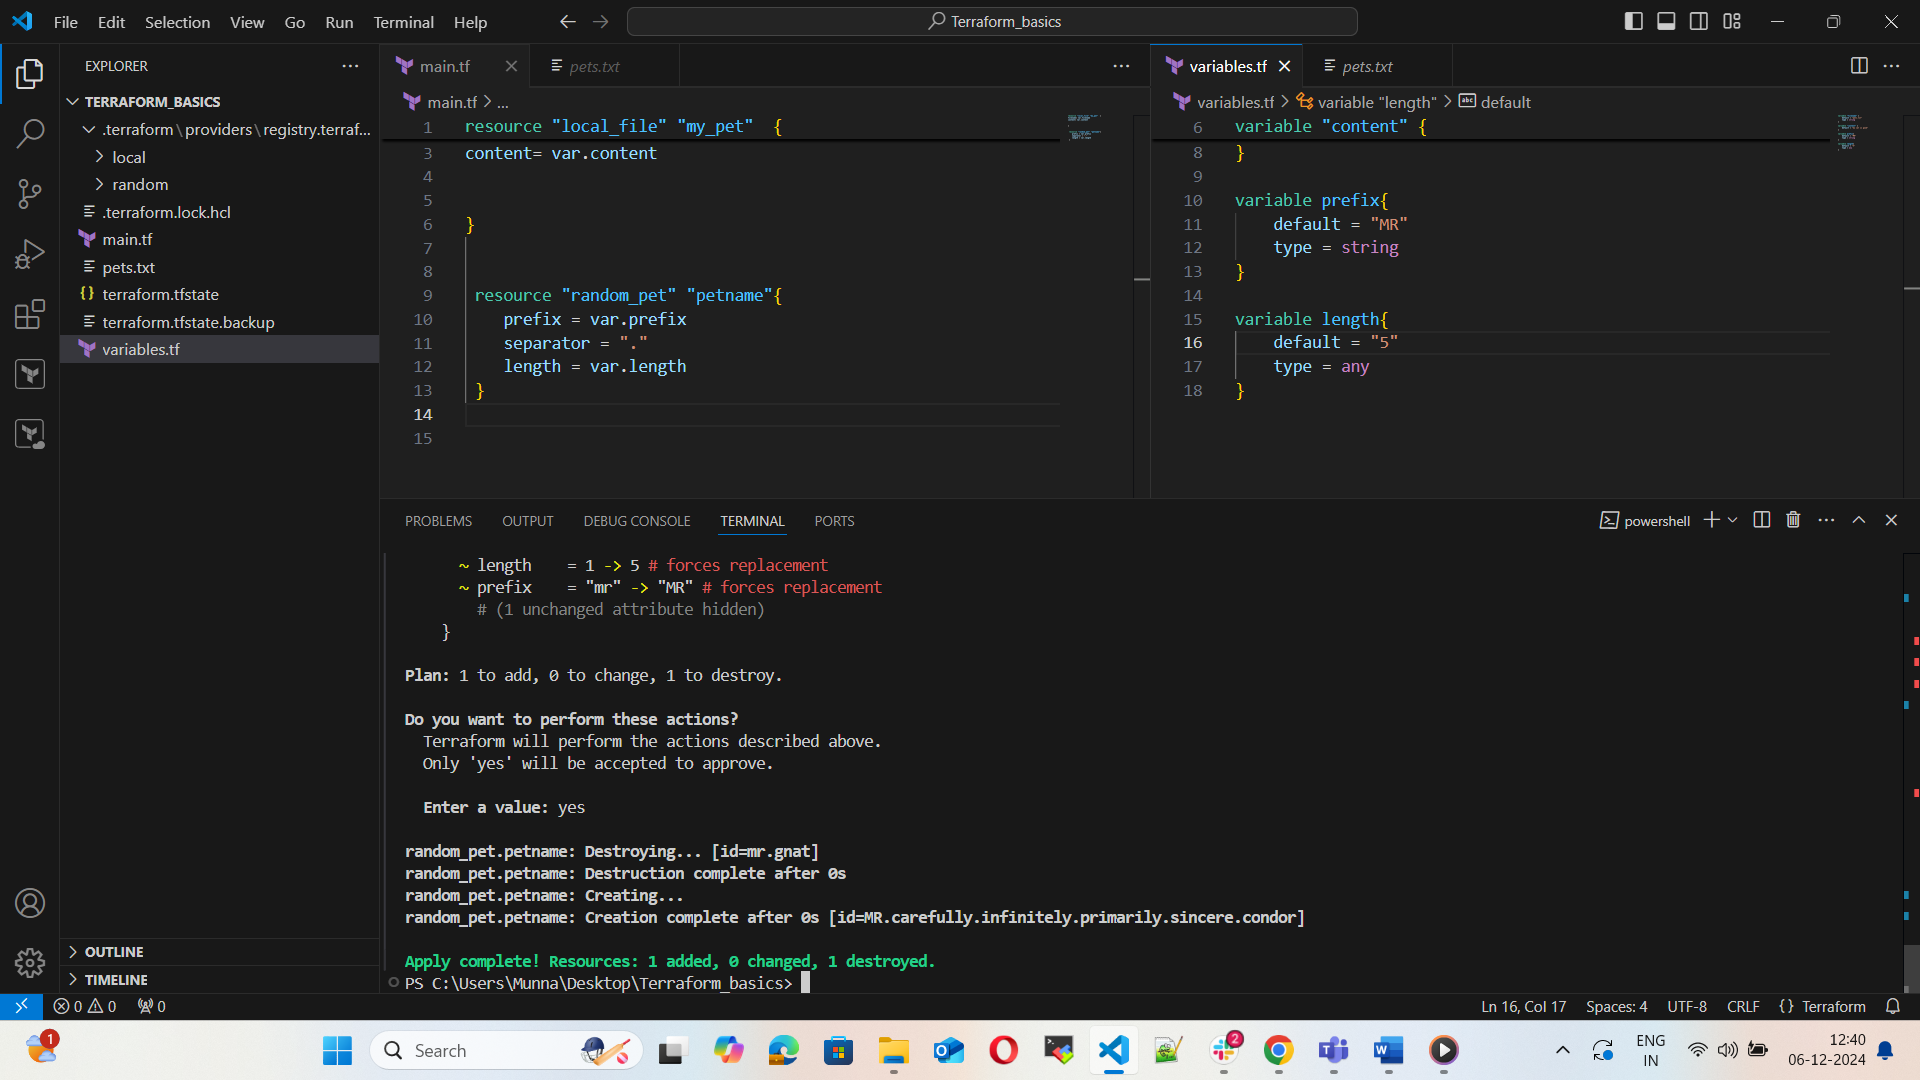 File Edit Selection View Go Run Terminal Help
Terraform_basics
EXPLORER
TERRAFORM_BASICS
.terraform\providers\registry.terraf...
local
random
.terraform.lock.hcl
main.tf
pets.txt
terraform.tfstate
terraform.tfstate.backup
variables.tf
OUTLINE
TIMELINE
main.tf
pets.txt
main.tf > ...
1 resource "local_file" "my_pet" {
3 content= var.content
4
5
6 }
7
8
9 resource "random_pet" "petname"{
10 prefix = var.prefix
11 separator = "."
12 length = var.length
13 }
14
15
variables.tf
pets.txt
variables.tf > variable "length" > default
6 variable "content" {
8 }
9
10 variable prefix{
11 default = "MR"
12 type = string
13 }
14
15 variable length{
16 default = "5"
17 type = any
18 }
PROBLEMS OUTPUT DEBUG CONSOLE TERMINAL PORTS
powershell
~ length = 1 -> 5 # forces replacement
~ prefix = "mr" -> "MR" # forces replacement
# (1 unchanged attribute hidden)
}
Plan: 1 to add, 0 to change, 1 to destroy.
Do you want to perform these actions?
Terraform will perform the actions described above.
Only 'yes' will be accepted to approve.
Enter a value: yes
random_pet.petname: Destroying... [id=mr.gnat]
random_pet.petname: Destruction complete after 0s
random_pet.petname: Creating...
random_pet.petname: Creation complete after 0s [id=MR.carefully.infinitely.primarily.sincere.condor]
Apply complete! Resources: 1 added, 0 changed, 1 destroyed.
PS C:\Users\Munna\Desktop\Terraform_basics>
0 0 0
Ln 16, Col 17 Spaces: 4 UTF-8 CRLF {} Terraform
1
Search
2
ENG
IN
12:40
06-12-2024